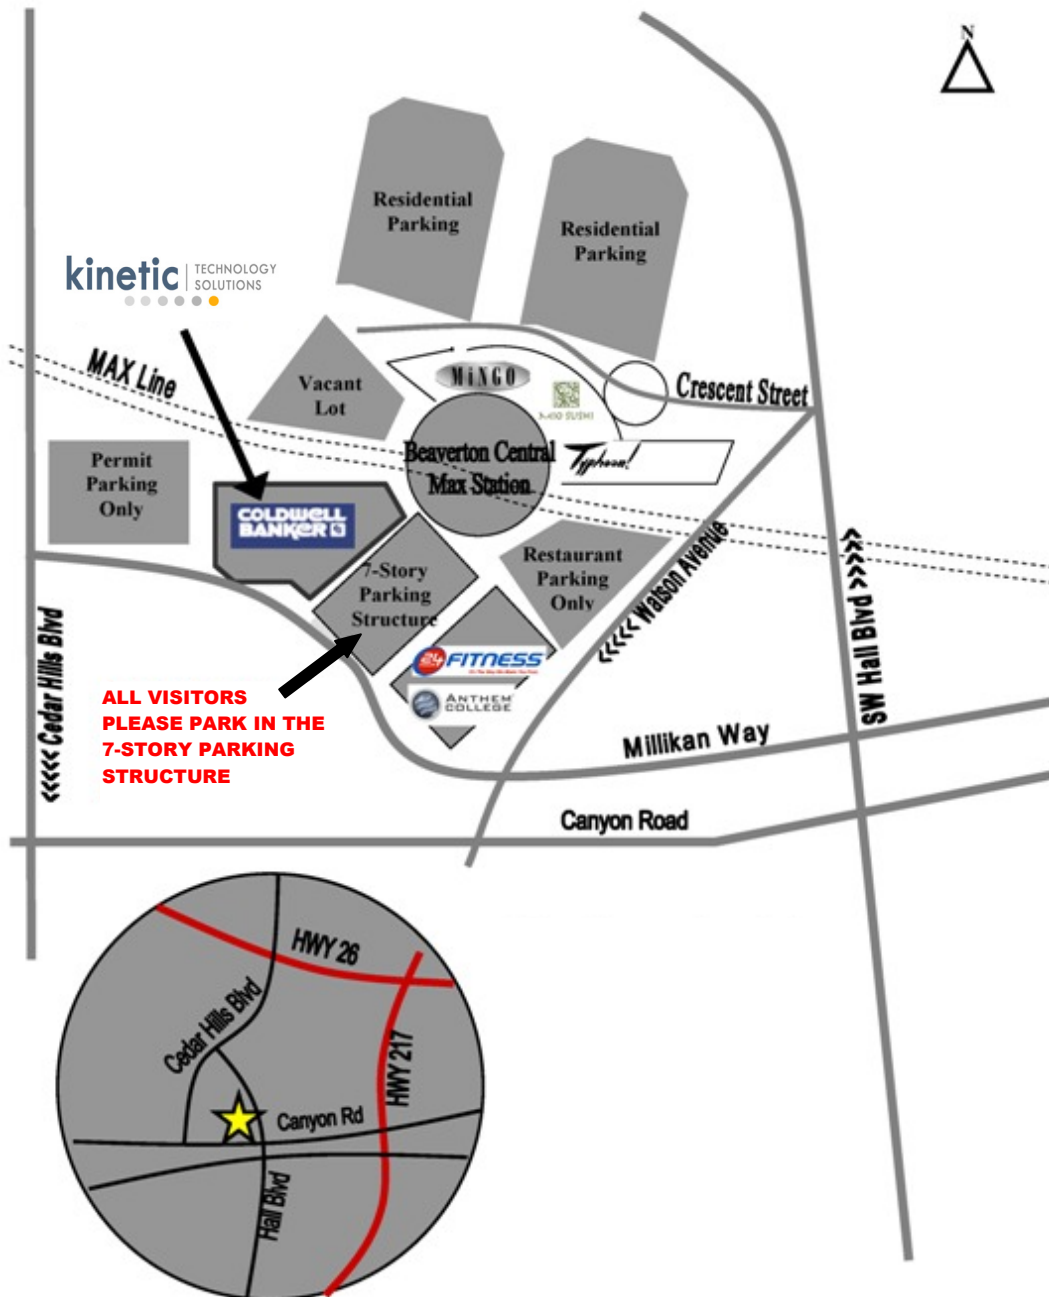 N
Residential
Parking
Residential
Parking
kinetic
TECHNOLOGY
SOLUTIONS
MAX Line
Vacant
Lot
MiNGO
MIO SUSHI
Crescent Street
Beaverton Central
Max Station
Typhoon!
Permit
Parking
Only
COLDWELL
BANKER
7-Story
Parking
Structure
Restaurant
Parking
Only
<<<<< Watson Avenue
SW Hall Blvd >>>>>
<<<<< Cedar Hills Blvd
24 FITNESS
ANTHEM
COLLEGE
ALL VISITORS
PLEASE PARK IN THE
7-STORY PARKING
STRUCTURE
Millikan Way
Canyon Road
HWY 26
Cedar Hills Blvd
HWY 217
Canyon Rd
Hall Blvd